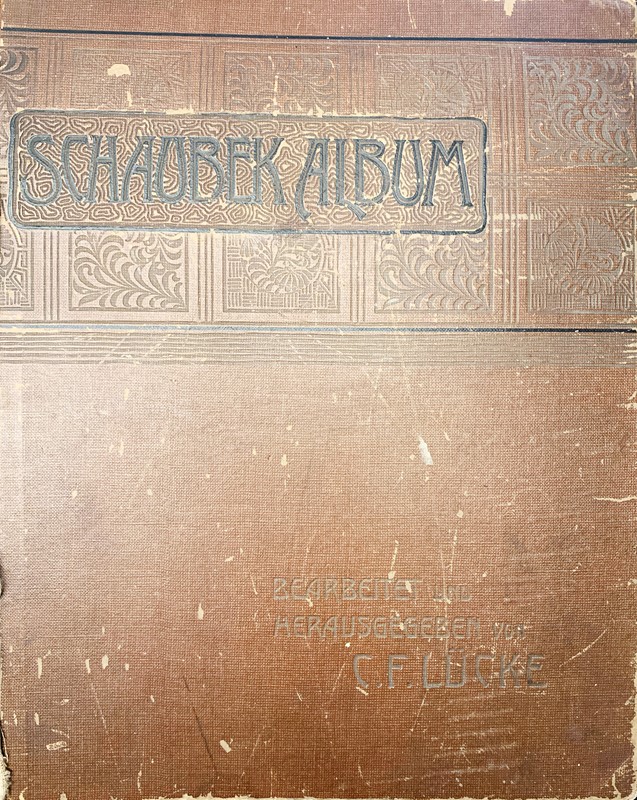 SCHAUBEK ALBUM
BEARBEITET UND
HERAUSGEGEBEN VON
C.F. LÜCKE